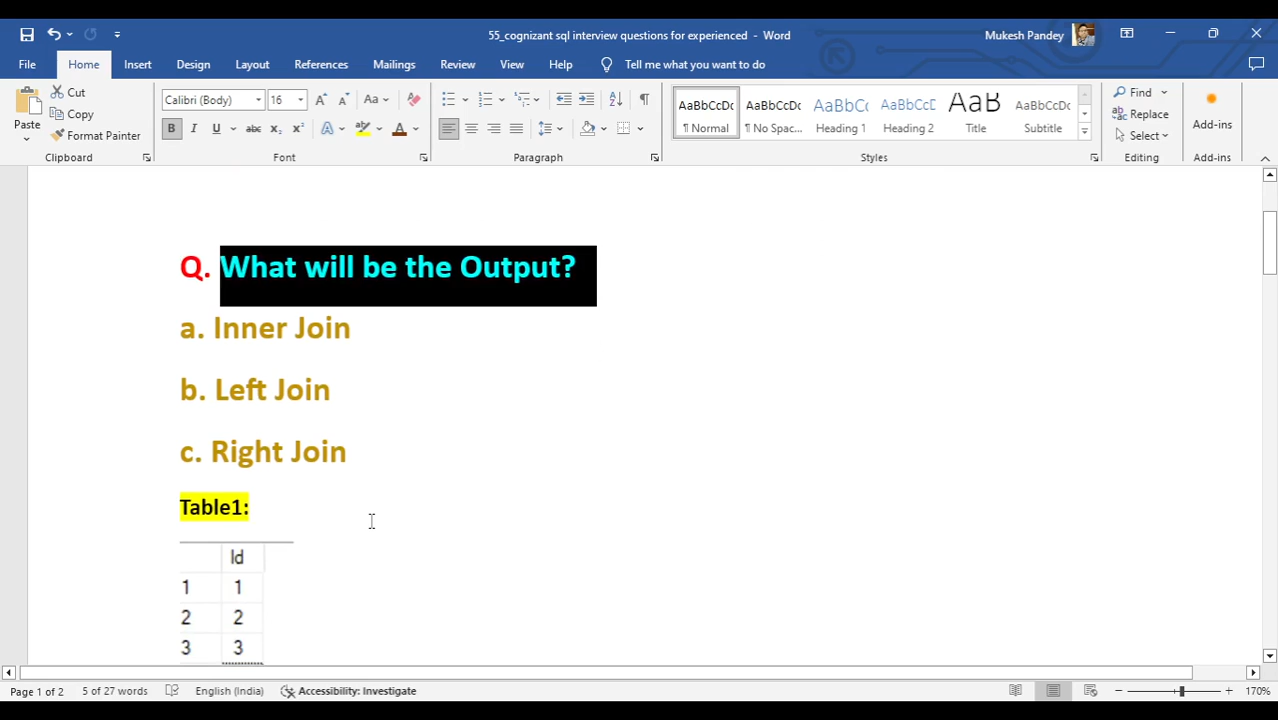 55_cognizant sql interview questions for experienced - Word
Mukesh Pandey
File Home Insert Design Layout References Mailings Review View Help Tell me what you want to do
Paste
Cut
Copy
Format Painter
Clipboard
Calibri (Body) 16
Font
Paragraph
AaBbCcDc AaBbCcDc AaBbCc AaBbCcD AaB AaBbCcDc
¶ Normal ¶ No Spac... Heading 1 Heading 2 Title Subtitle
Styles
Find
Replace
Select
Editing
Add-ins
Add-ins
Q. What will be the Output?
a. Inner Join
b. Left Join
c. Right Join
Table1:
Id
1 1
2 2
3 3
Page 1 of 2 5 of 27 words English (India) Accessibility: Investigate 170%